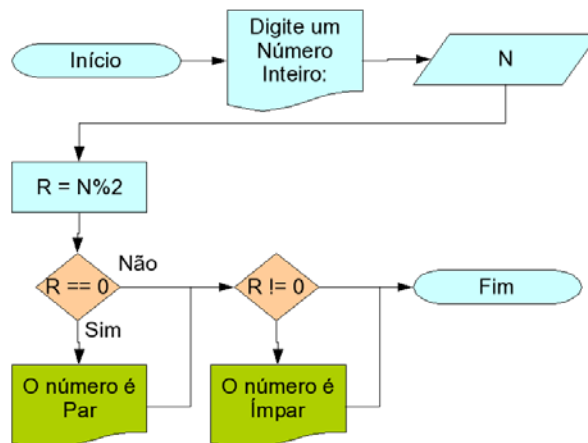 Início
Digite um
Número
Inteiro:
N
R = N%2
R == 0
Não
Sim
R != 0
Fim
O número é
Par
O número é
Ímpar